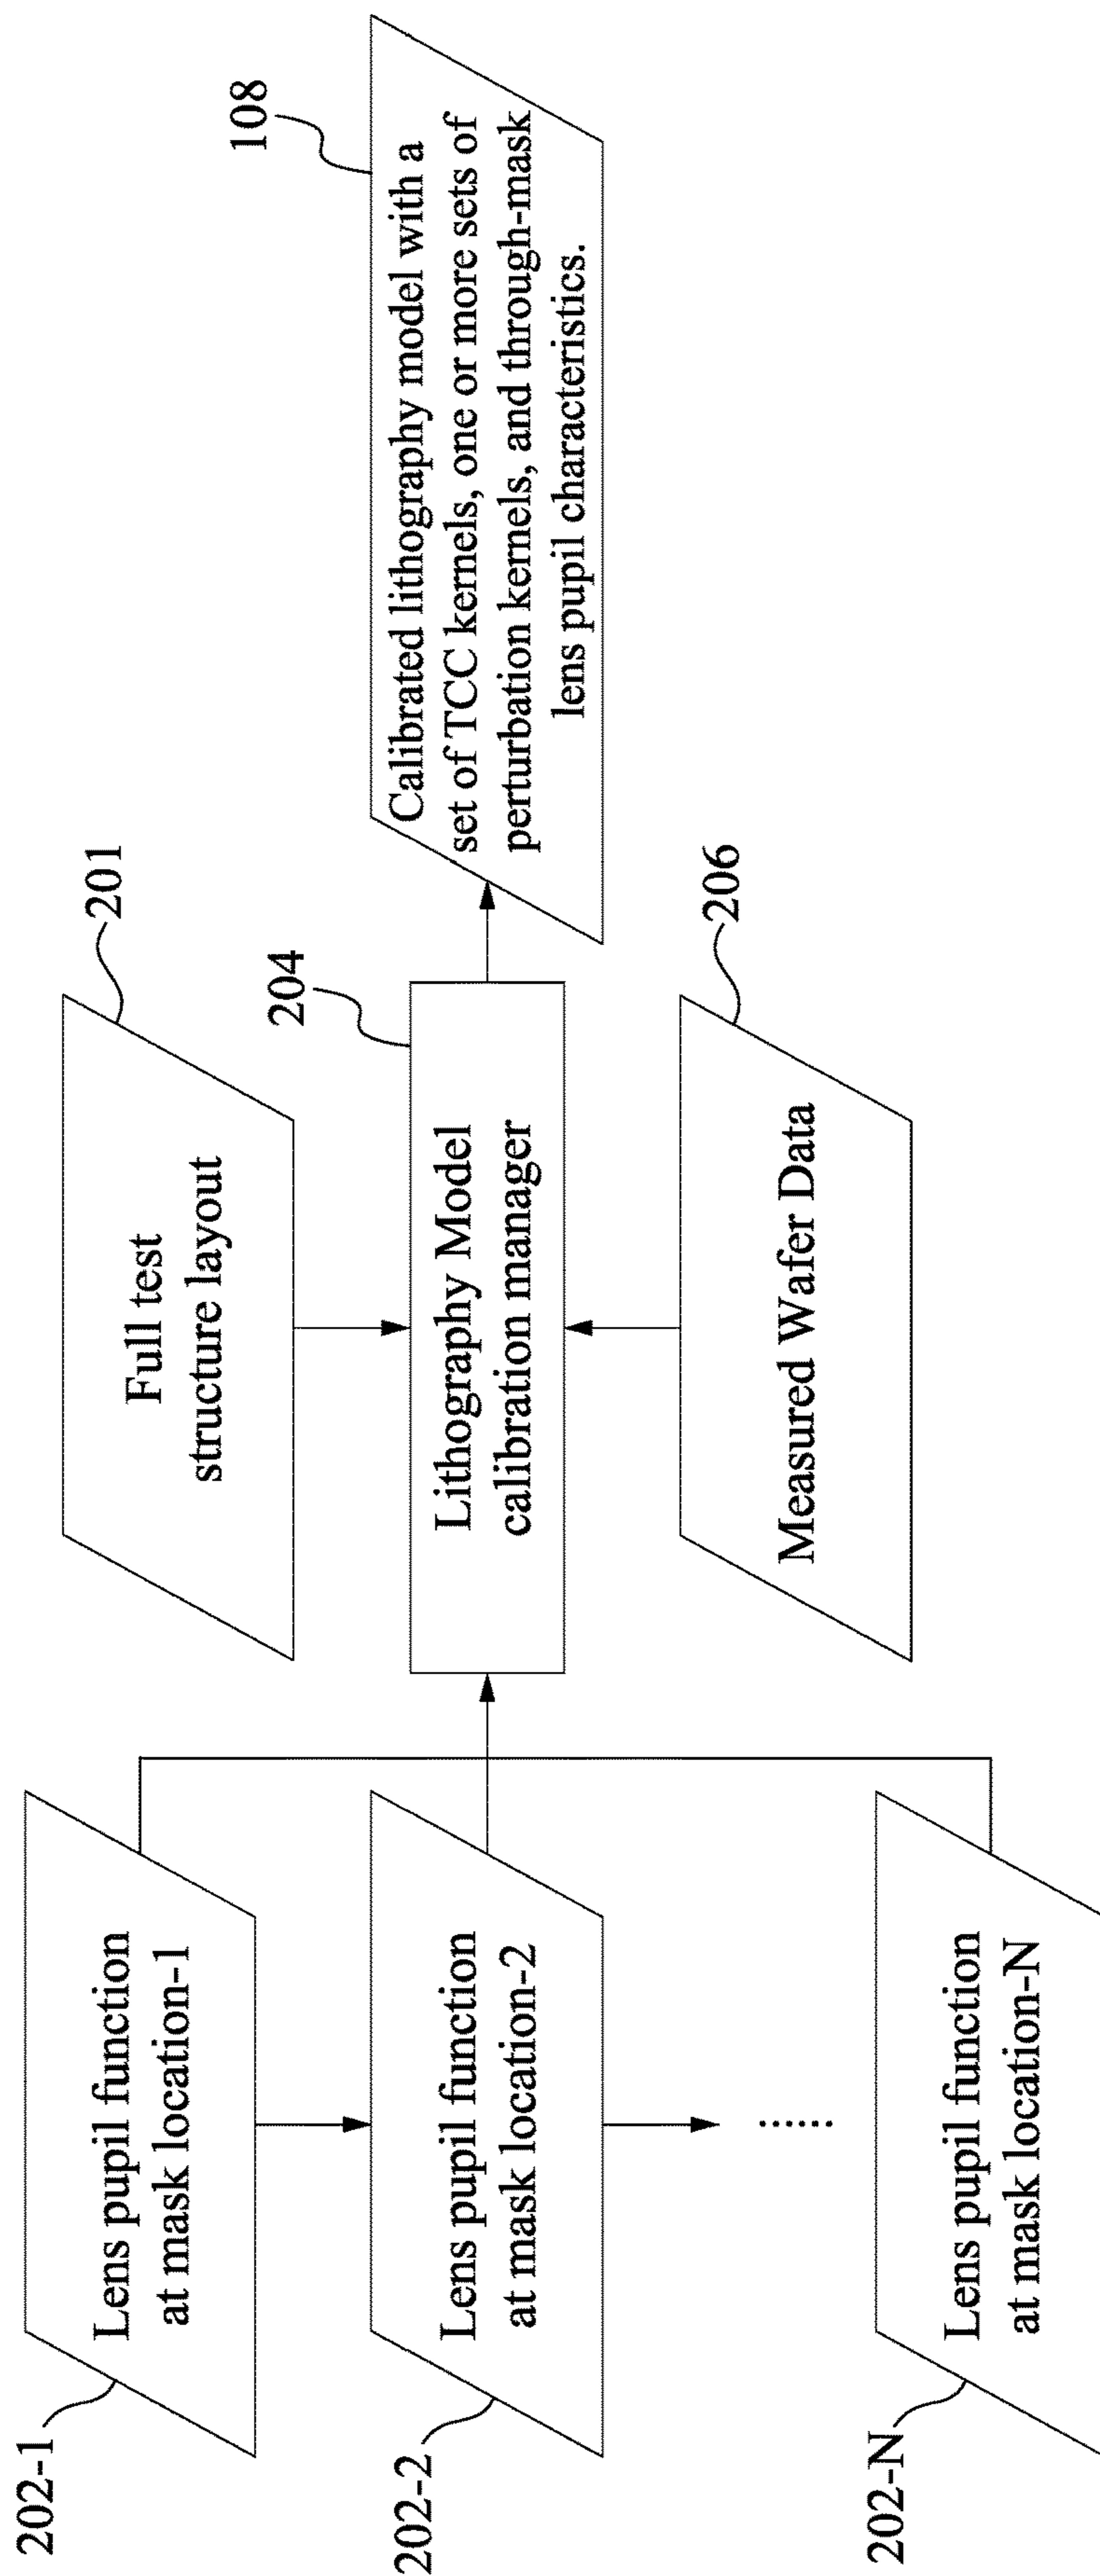 202-1
Lens pupil function
at mask location-1
202-2
Lens pupil function
at mask location-2
......
202-N
Lens pupil function
at mask location-N
201
Full test
structure layout
204
Lithography Model
calibration manager
206
Measured Wafer Data
108
Calibrated lithography model with a
set of TCC kernels, one or more sets of
perturbation kernels, and through-mask
lens pupil characteristics.